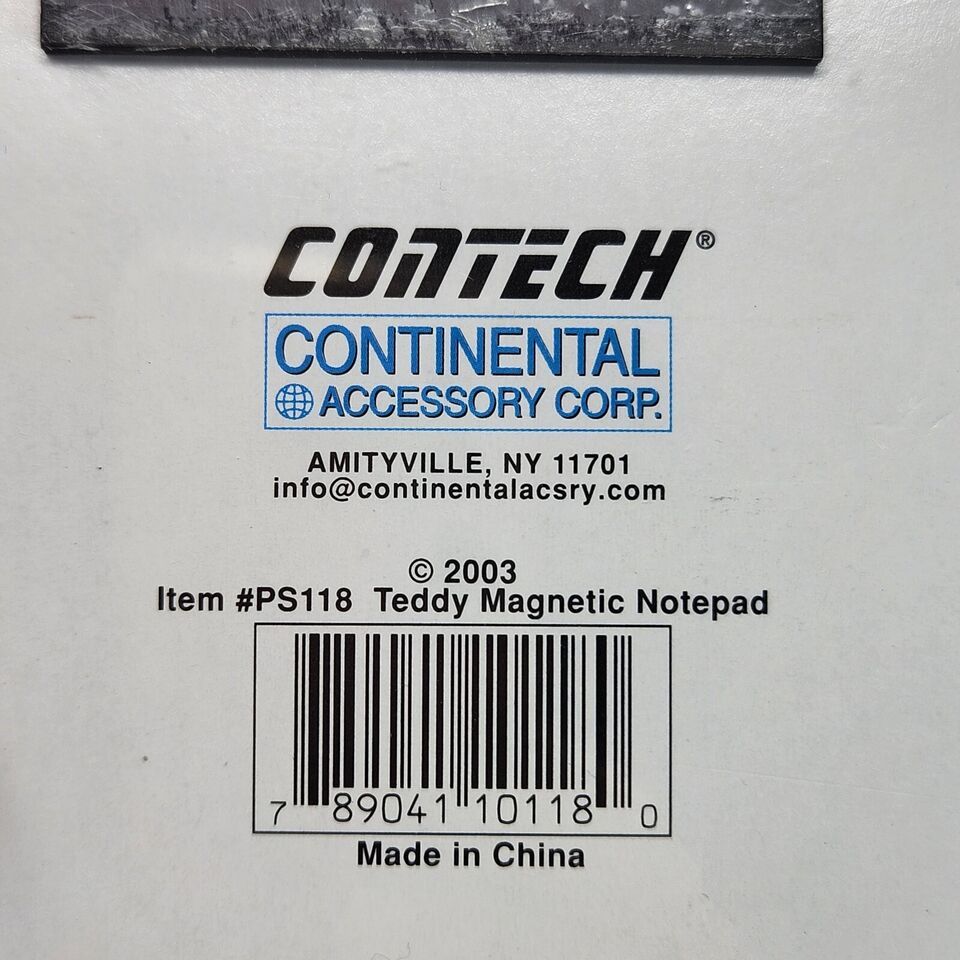 CONTECH®
CONTINENTAL
ACCESSORY CORP.
AMITYVILLE, NY 11701
info@continentalacsry.com
© 2003
Item #PS118 Teddy Magnetic Notepad
7 89041 10118 0
Made in China